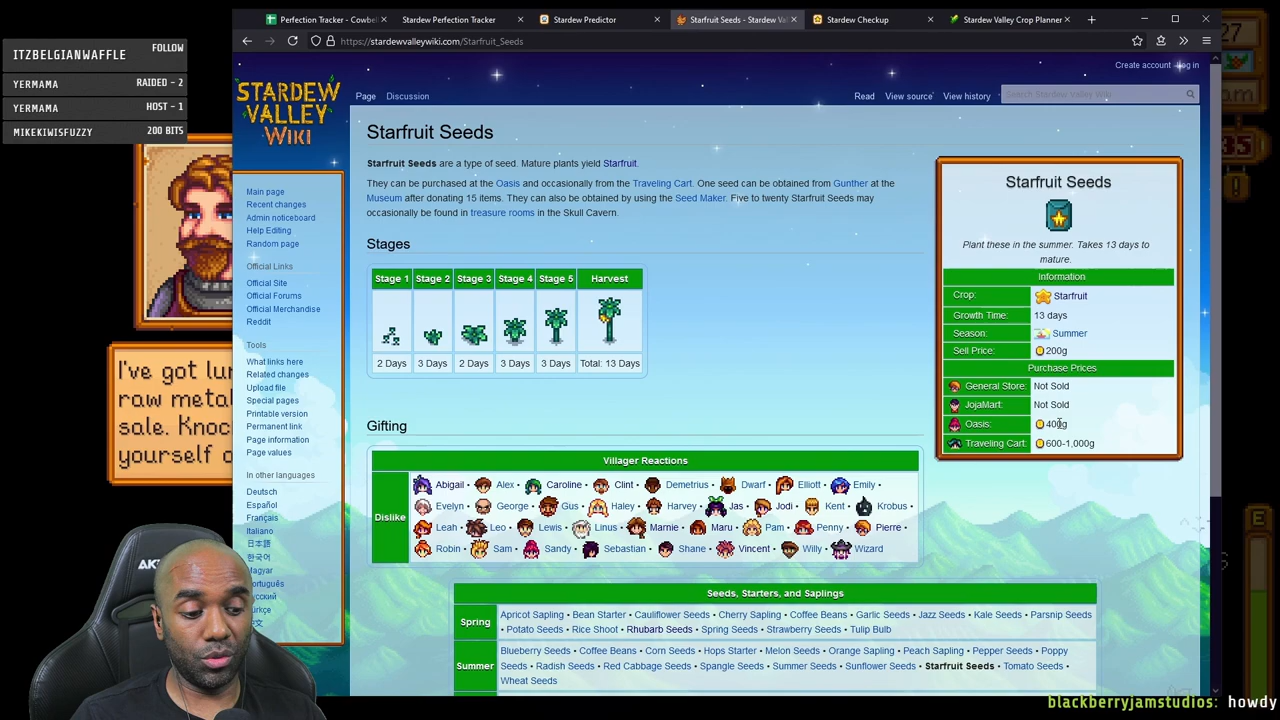 ITZBELGIANWAFFLE FOLLOW
YERMAMA RAIDED - 2
YERMAMA HOST - 1
MIKEKIWISFUZZY 200 BITS
Perfection Tracker - Cowbel
Stardew Perfection Tracker
Stardew Predictor
Starfruit Seeds - Stardew Val
Stardew Checkup
Stardew Valley Crop Planner
https://stardewvalleywiki.com/Starfruit_Seeds
Create account Log in
STARDEW VALLEY WIKI
Page Discussion
Read View source View history
Search Stardew Valley Wiki
Starfruit Seeds
Starfruit Seeds are a type of seed. Mature plants yield Starfruit.
They can be purchased at the Oasis and occasionally from the Traveling Cart. One seed can be obtained from Gunther at the
Museum after donating 15 items. They can also be obtained by using the Seed Maker. Five to twenty Starfruit Seeds may
occasionally be found in treasure rooms in the Skull Cavern.
Stages
Stage 1 Stage 2 Stage 3 Stage 4 Stage 5 Harvest
2 Days 3 Days 2 Days 3 Days 3 Days Total: 13 Days
Gifting
Villager Reactions
Dislike
Abigail • Alex • Caroline • Clint • Demetrius • Dwarf • Elliott • Emily •
Evelyn • George • Gus • Haley • Harvey • Jas • Jodi • Kent • Krobus •
Leah • Leo • Lewis • Linus • Marnie • Maru • Pam • Penny • Pierre •
Robin • Sam • Sandy • Sebastian • Shane • Vincent • Willy • Wizard
Seeds, Starters, and Saplings
Spring
Apricot Sapling • Bean Starter • Cauliflower Seeds • Cherry Sapling • Coffee Beans • Garlic Seeds • Jazz Seeds • Kale Seeds • Parsnip Seeds
• Potato Seeds • Rice Shoot • Rhubarb Seeds • Spring Seeds • Strawberry Seeds • Tulip Bulb
Summer
Blueberry Seeds • Coffee Beans • Corn Seeds • Hops Starter • Melon Seeds • Orange Sapling • Peach Sapling • Pepper Seeds • Poppy
Seeds • Radish Seeds • Red Cabbage Seeds • Spangle Seeds • Summer Seeds • Sunflower Seeds • Starfruit Seeds • Tomato Seeds •
Wheat Seeds
Starfruit Seeds
Plant these in the summer. Takes 13 days to
mature.
Information
Crop: Starfruit
Growth Time: 13 days
Season: Summer
Sell Price: 200g
Purchase Prices
General Store: Not Sold
JojaMart: Not Sold
Oasis: 400g
Traveling Cart: 600-1,000g
Main page
Recent changes
Admin noticeboard
Help Editing
Random page
Official Links
Official Site
Official Forums
Official Merchandise
Reddit
Tools
What links here
Related changes
Upload file
Special pages
Printable version
Permanent link
Page information
Page values
In other languages
Deutsch
Español
Français
Italiano
日本語
한국어
Magyar
I've got
raw metal
sale. Knoc
yourself o
27
E
blackberryjamstudios: howdy